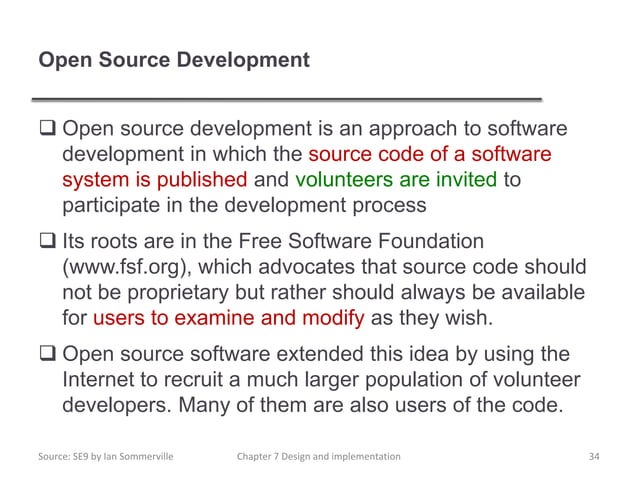 Open Source Development
❑ Open source development is an approach to software
development in which the source code of a software
system is published and volunteers are invited to
participate in the development process
❑ Its roots are in the Free Software Foundation
(www.fsf.org), which advocates that source code should
not be proprietary but rather should always be available
for users to examine and modify as they wish.
❑ Open source software extended this idea by using the
Internet to recruit a much larger population of volunteer
developers. Many of them are also users of the code.
Source: SE9 by Ian Sommerville Chapter 7 Design and implementation 34